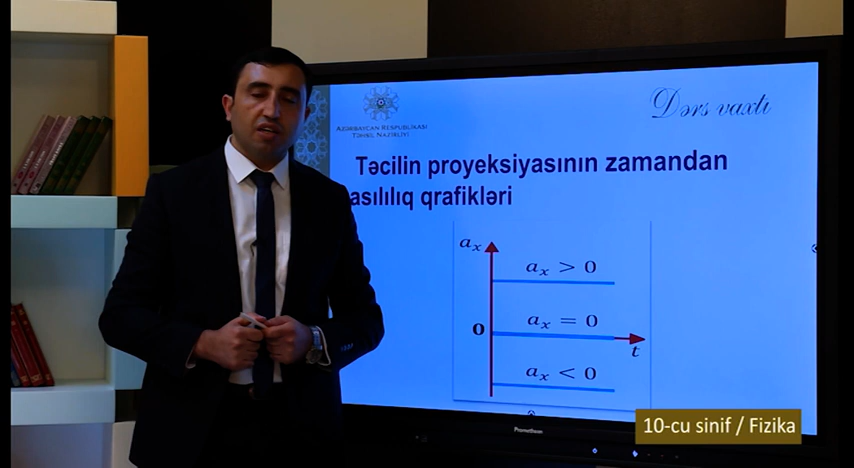 AZƏRBAYCAN RESPUBLİKASI
TƏHSİL NAZİRLİYİ
Dərs vaxtı
Təcilin proyeksiyasının zamandan
asılılıq qrafikləri
aₓ
aₓ > 0
0
aₓ = 0
t
aₓ < 0
Promethean
10-cu sinif / Fizika